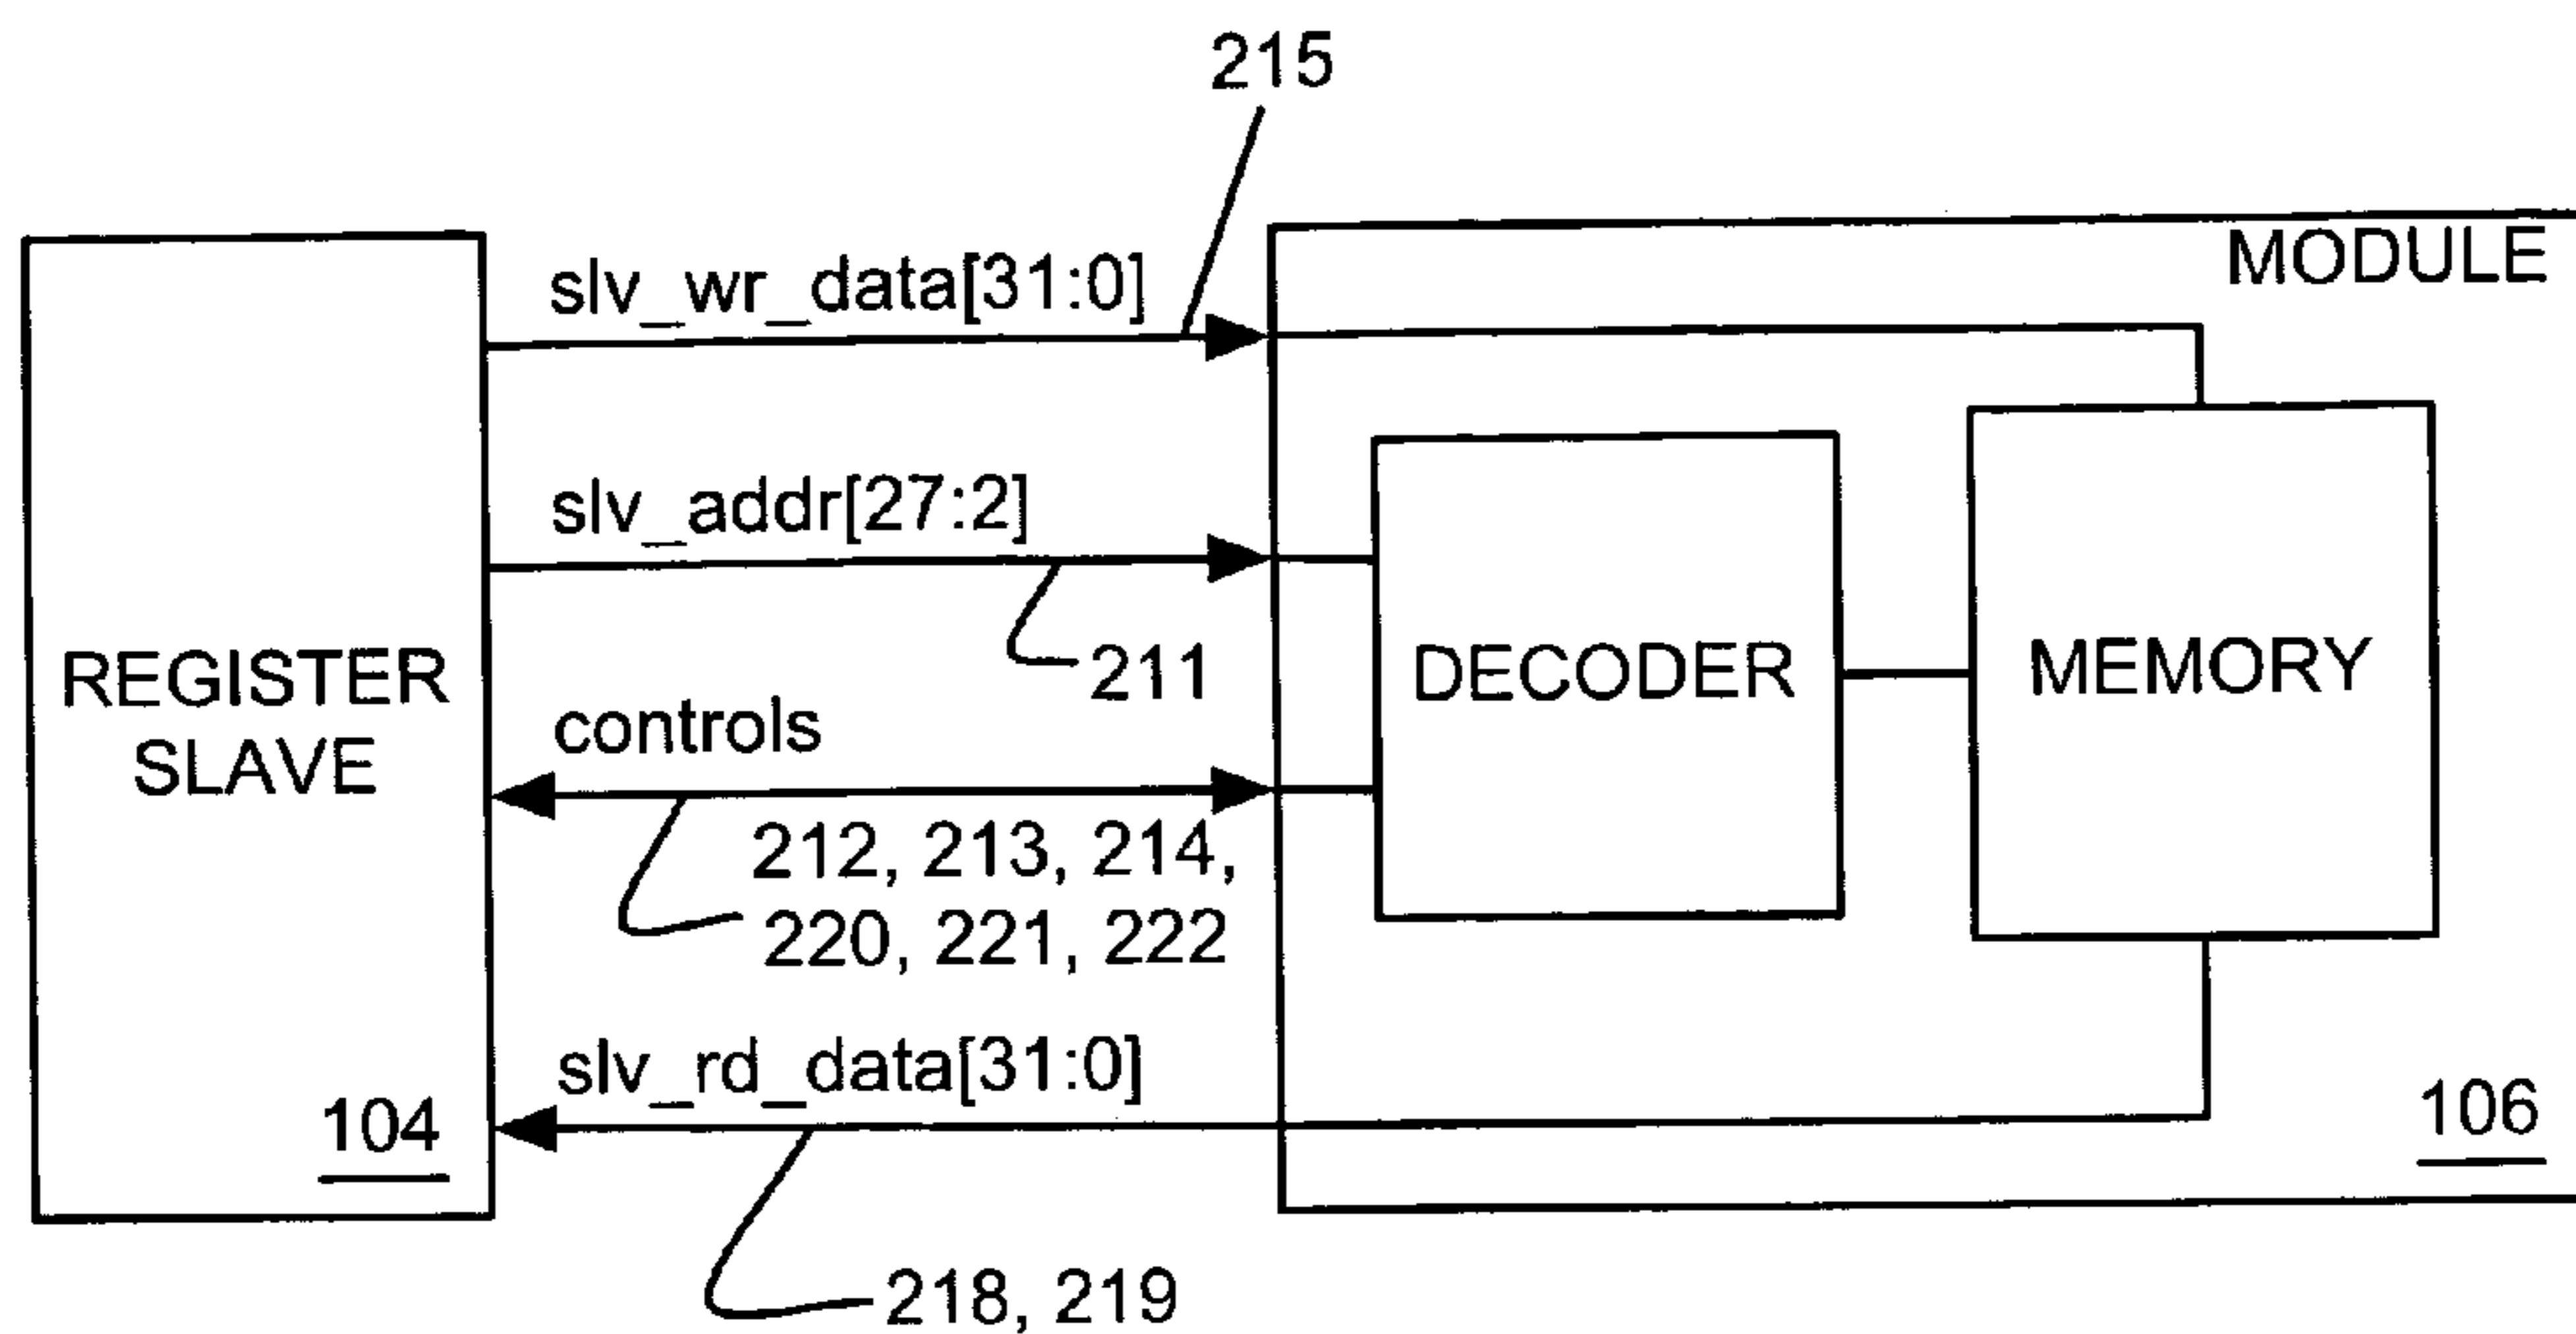 215
MODULE
slv_wr_data[31:0]
slv_addr[27:2]
211
REGISTER
SLAVE
DECODER
MEMORY
controls
212, 213, 214,
220, 221, 222
slv_rd_data[31:0]
104
106
218, 219